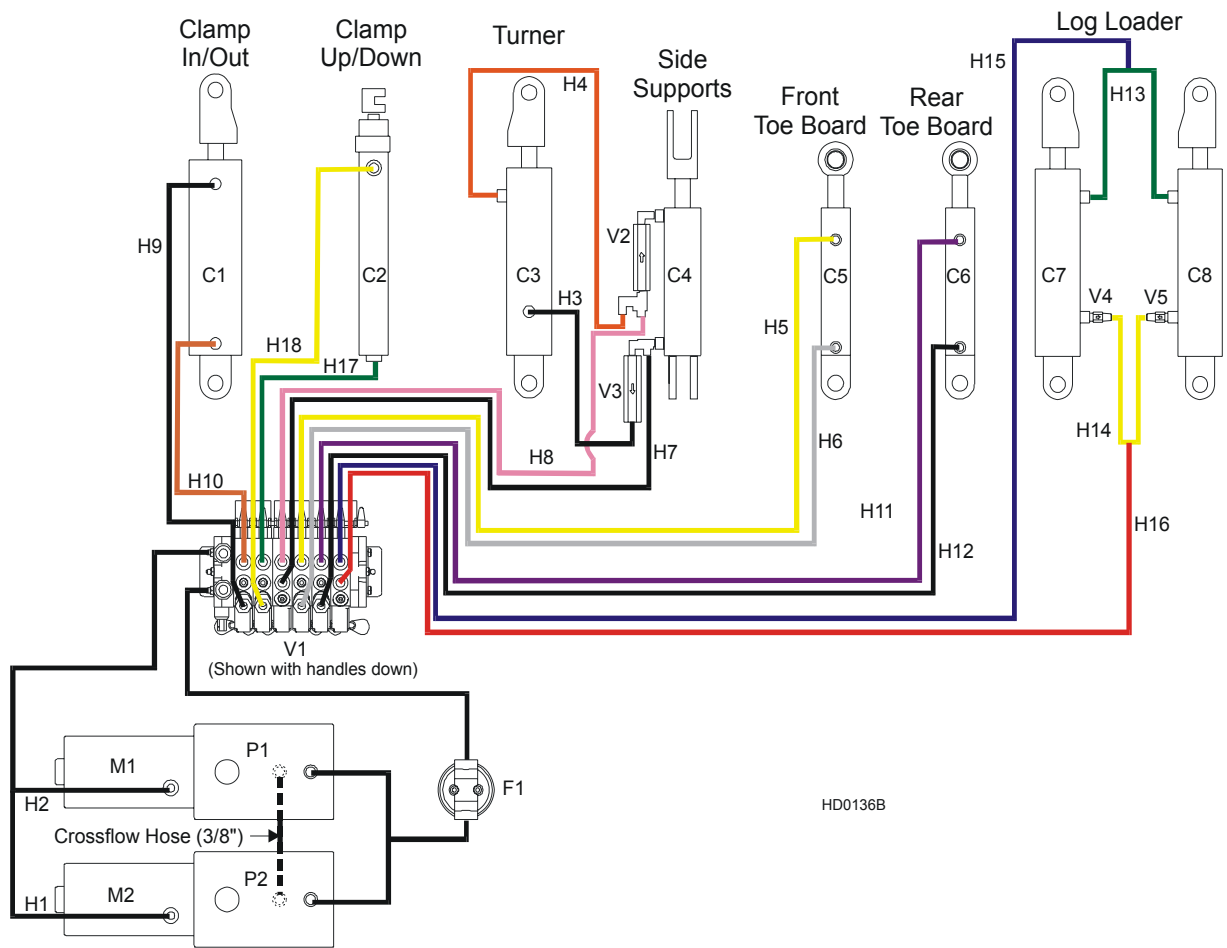 Clamp
In/Out
Clamp
Up/Down
Turner
Side
Supports
Front
Toe Board
Rear
Toe Board
Log Loader
H15
H4
H13
H9
V2
C1
C2
C3
C4
C5
C6
C7
C8
H3
V4
V5
H5
H18
H17
V3
H14
H6
H8
H7
H10
H11
H16
H12
V1
(Shown with handles down)
P1
M1
F1
H2
HD0136B
Crossflow Hose (3/8")
P2
M2
H1